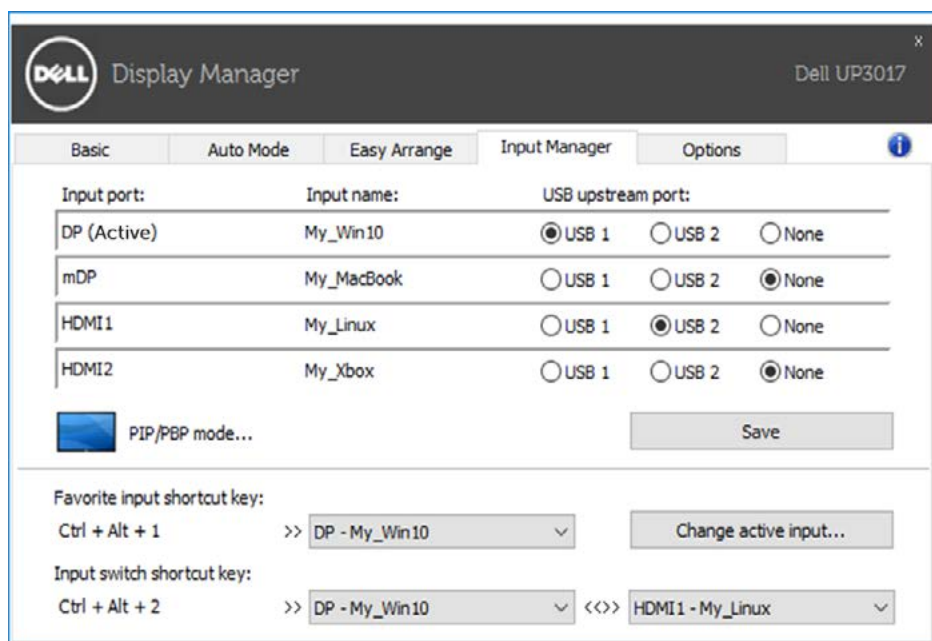 x
DELL Display Manager Dell UP3017
Basic Auto Mode Easy Arrange Input Manager Options i
Input port: Input name: USB upstream port:
DP (Active) My_Win10 USB 1 USB 2 None
mDP My_MacBook USB 1 USB 2 None
HDMI1 My_Linux USB 1 USB 2 None
HDMI2 My_Xbox USB 1 USB 2 None
PIP/PBP mode... Save
Favorite input shortcut key:
Ctrl + Alt + 1 >> DP - My_Win10 Change active input...
Input switch shortcut key:
Ctrl + Alt + 2 >> DP - My_Win10 <<>> HDMI1 - My_Linux